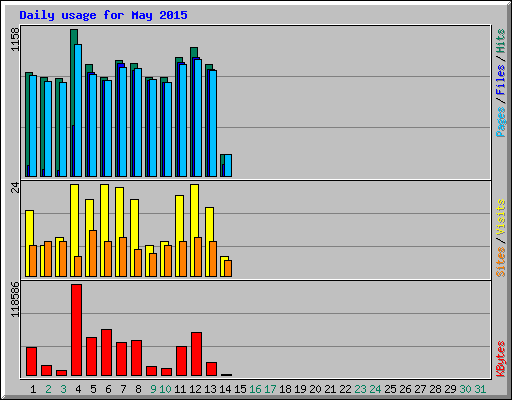 Daily usage for May 2015
1158
Pages / Files / Hits
24
Sites / Visits
118586
KBytes
1 2 3 4 5 6 7 8 9 10 11 12 13 14 15 16 17 18 19 20 21 22 23 24 25 26 27 28 29 30 31